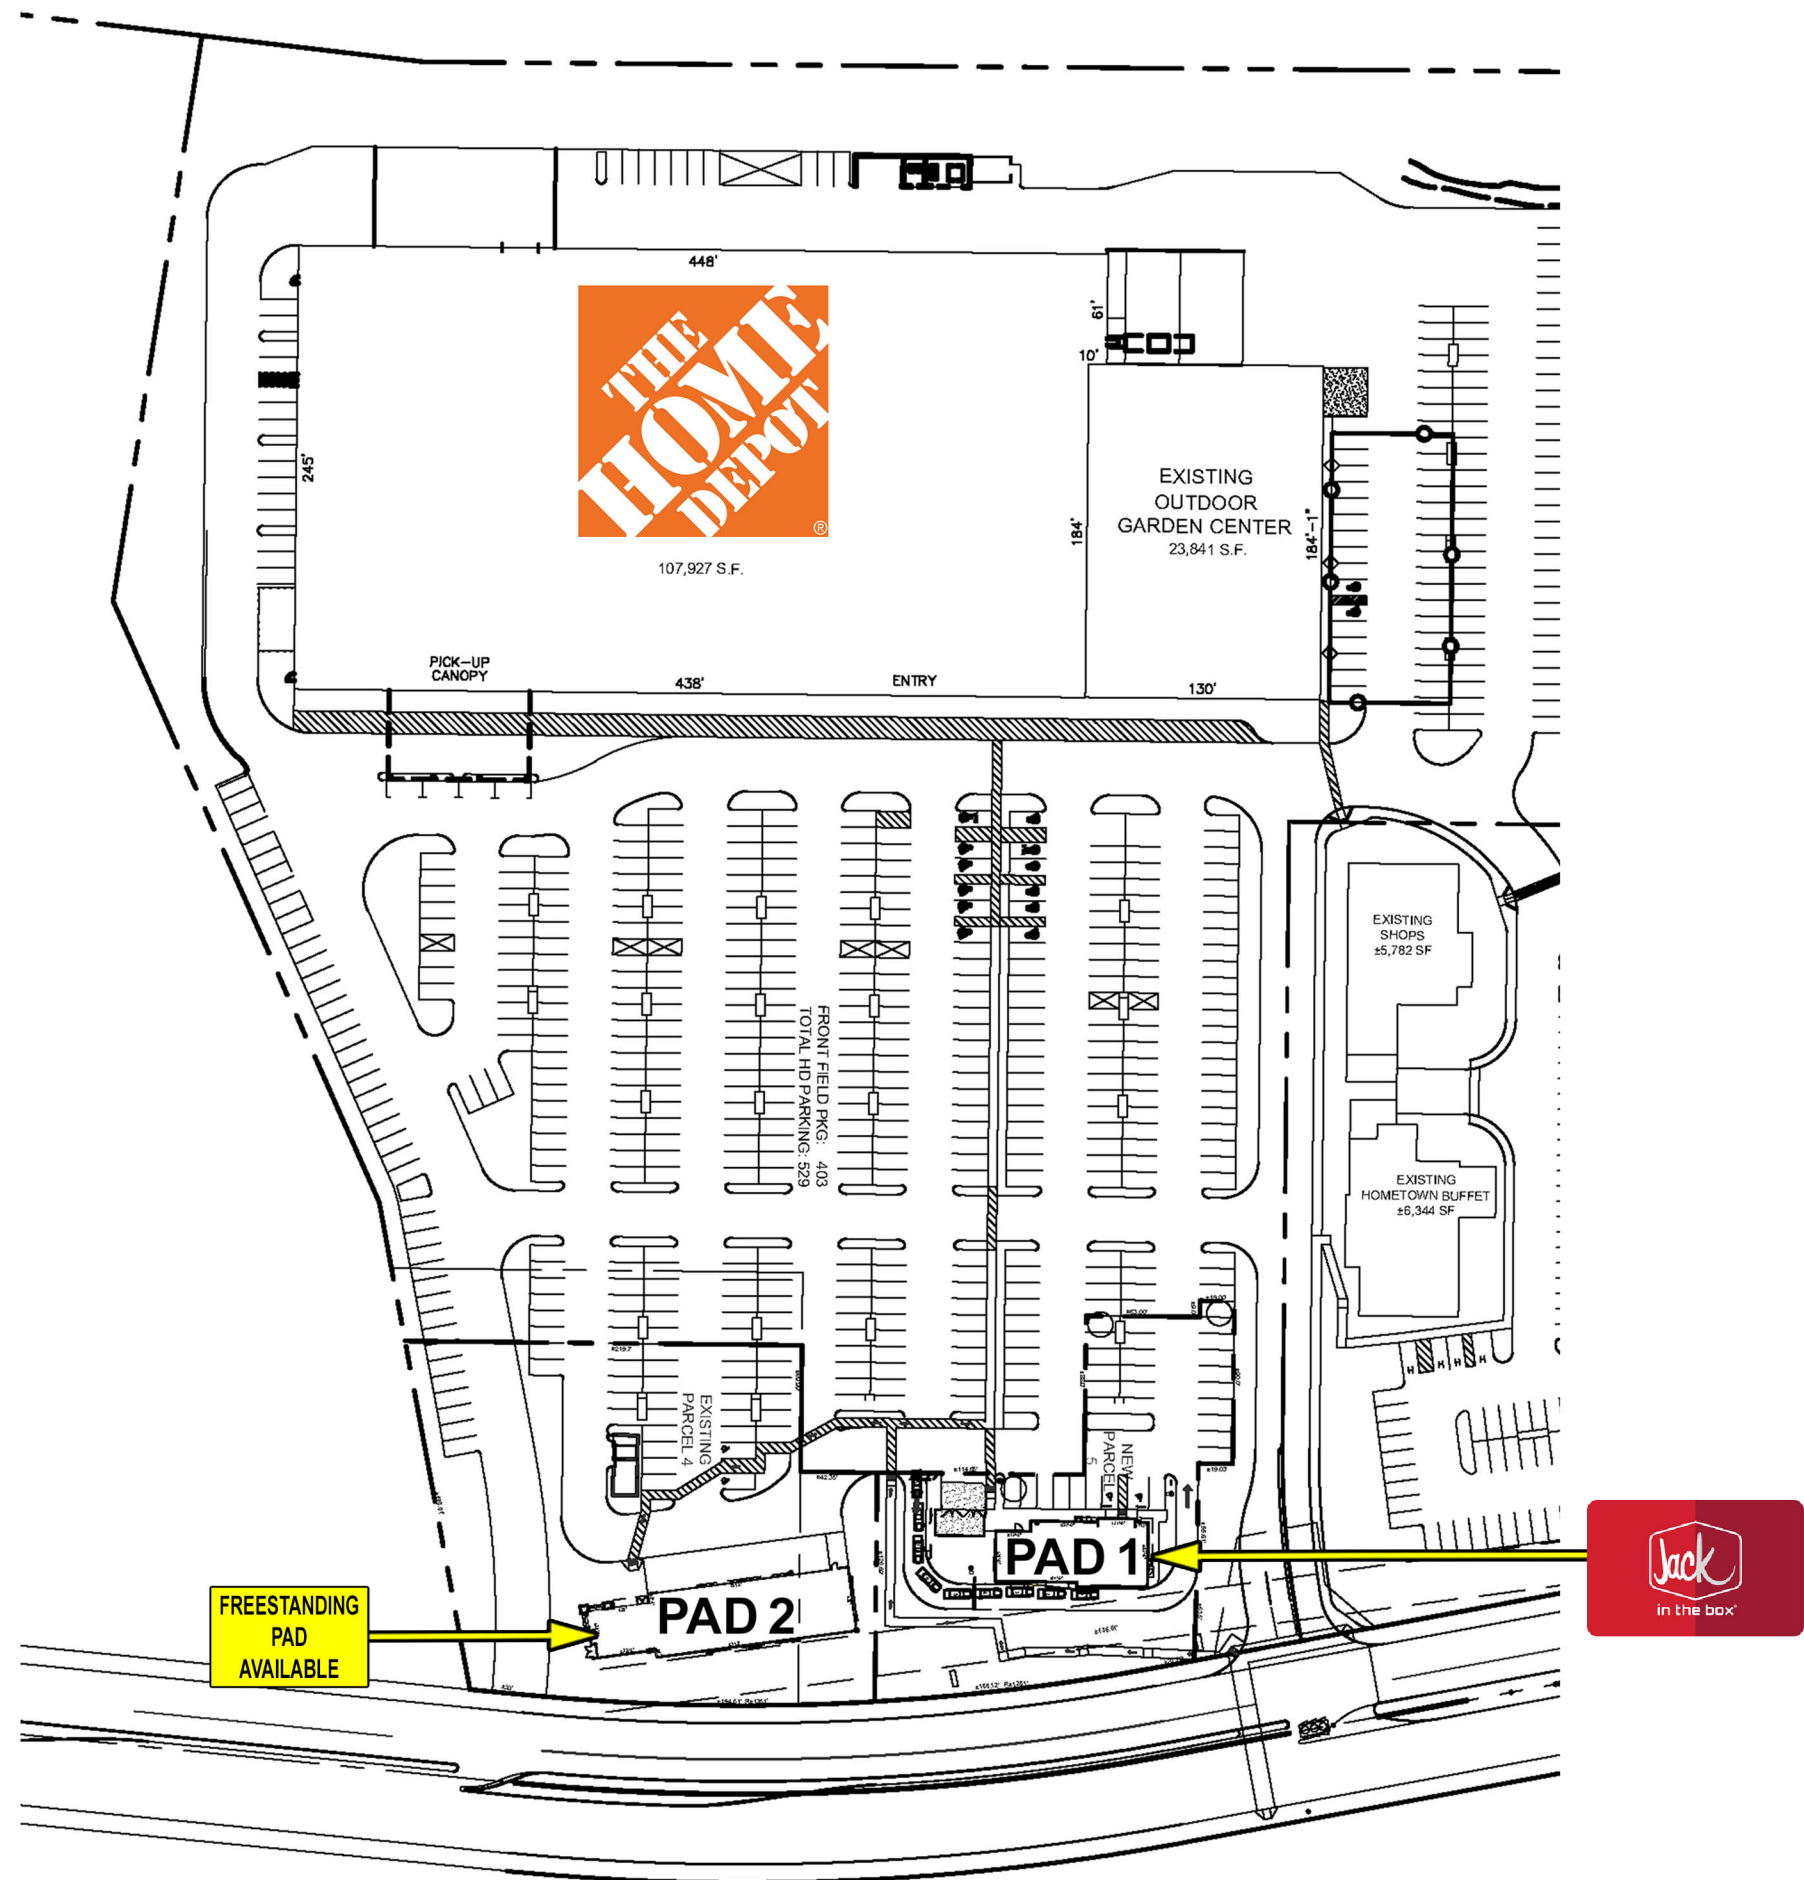 448'
THE
HOME
DEPOT
®
107,927 S.F.
245'
61'
10'
184'
EXISTING
OUTDOOR
GARDEN CENTER
23,841 S.F.
184'-1"
PICK-UP
CANOPY
438'
ENTRY
130'
EXISTING
SHOPS
±5,782 SF
FRONT FIELD PKG: 403
TOTAL HD PARKING: 529
EXISTING
HOMETOWN BUFFET
±6,344 SF
EXISTING
PARCEL 4
NEW
PARCEL 5
PAD 1
PAD 2
FREESTANDING
PAD
AVAILABLE
Jack
in the box®